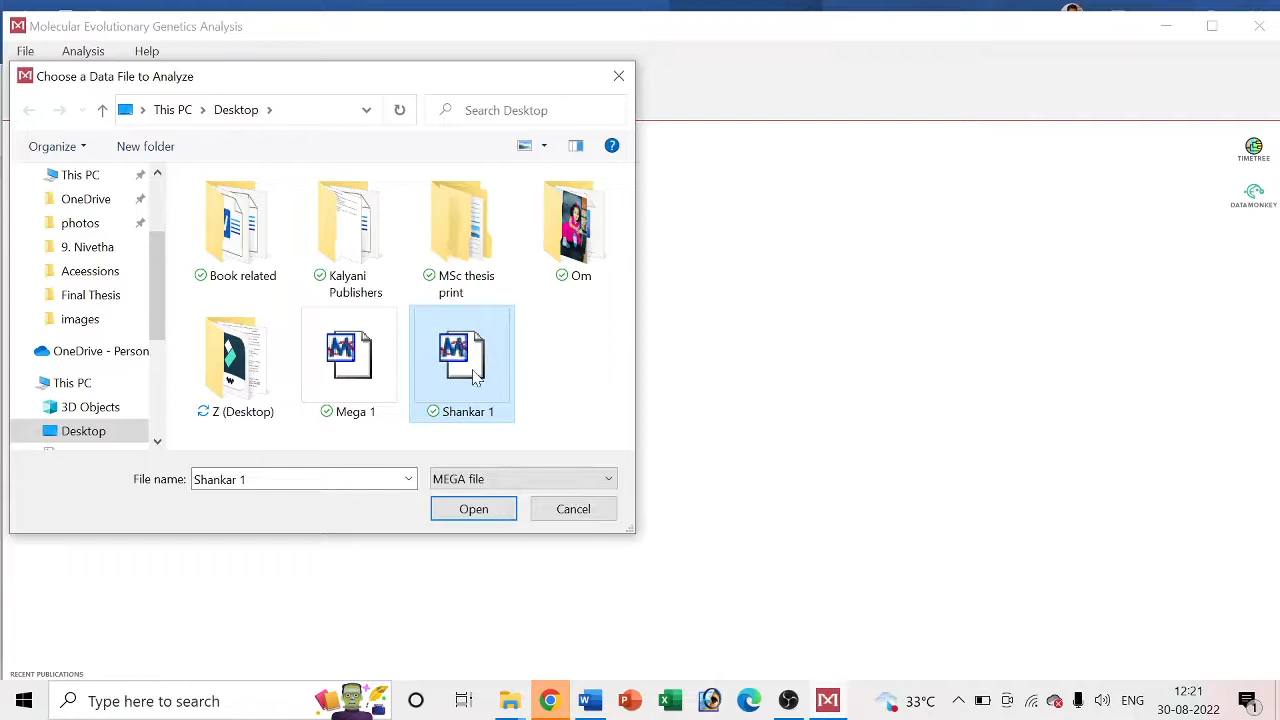 Molecular Evolutionary Genetics Analysis
File Analysis Help
Choose a Data File to Analyze
This PC Desktop
Search Desktop
Organize New folder
This PC
OneDrive
photos
9. Nivetha
Aceessions
Final Thesis
images
OneDrive - Person
This PC
3D Objects
Desktop
Book related
Kalyani
Publishers
MSc thesis
print
Om
Z (Desktop)
Mega 1
Shankar 1
File name: Shankar 1 MEGA file
Open Cancel
TIMETREE
DATAMONKEY
RECENT PUBLICATIONS
Type here to search
33°C
ENG
12:21
30-08-2022
1